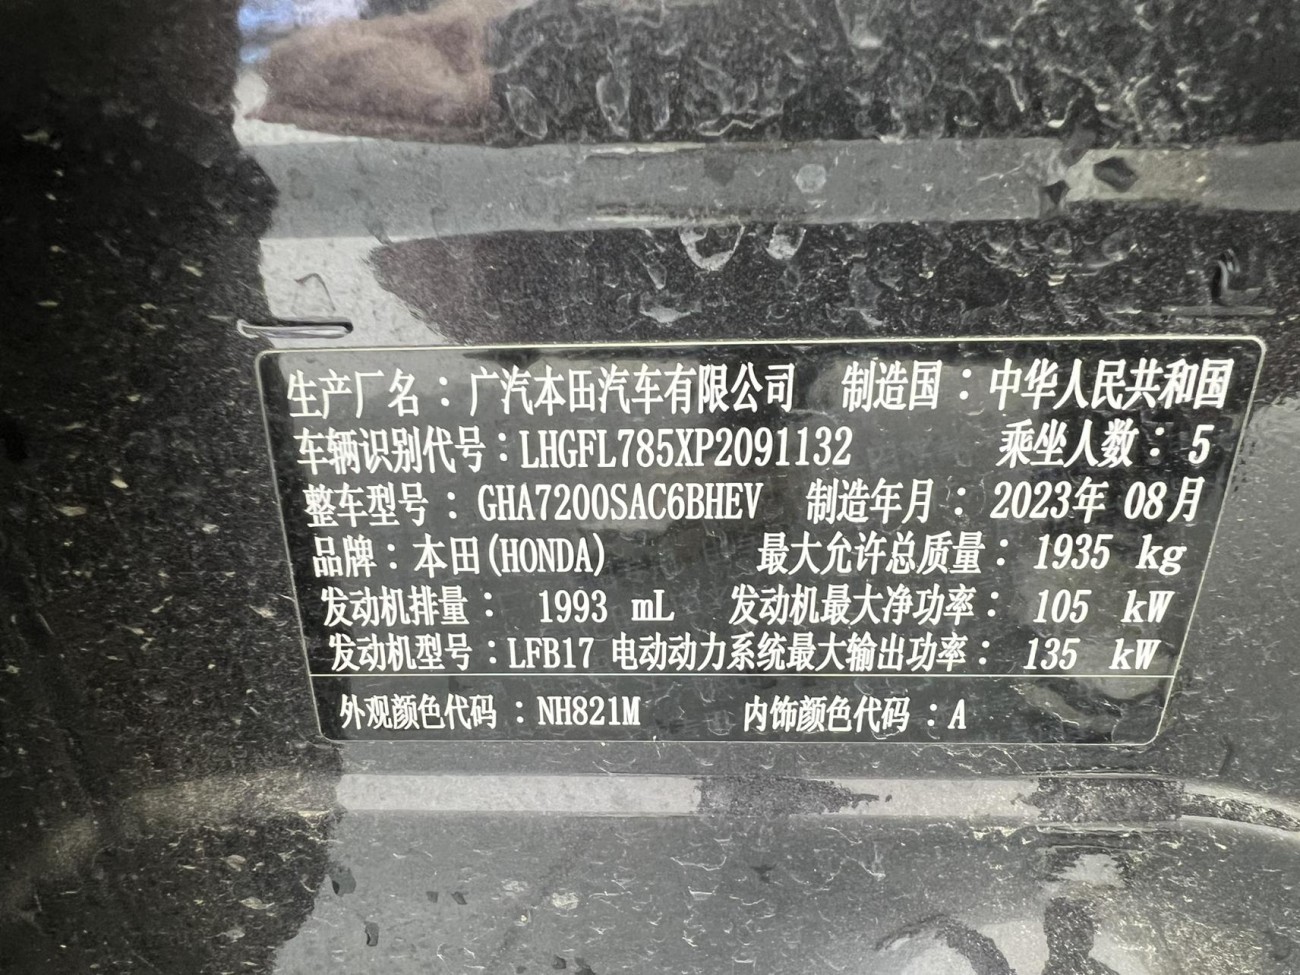 生产厂名：广汽本田汽车有限公司 制造国：中华人民共和国
车辆识别代号：LHGFL785XP2091132 乘坐人数：5
整车型号：GHA7200SAC6BHEV 制造年月：2023年 08月
品牌：本田(HONDA) 最大允许总质量：1935 kg
发动机排量： 1993 mL 发动机最大净功率：105 kW
发动机型号：LFB17 电动动力系统最大输出功率：135 kW
外观颜色代码：NH821M 内饰颜色代码：A